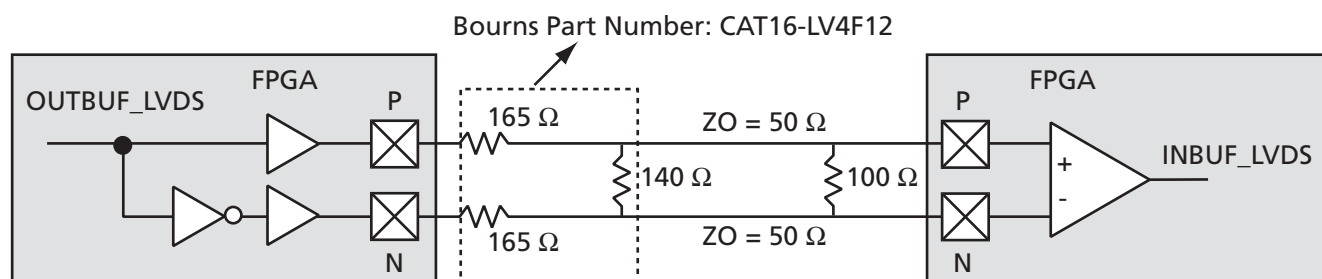 Bourns Part Number: CAT16-LV4F12
FPGA
FPGA
OUTBUF_LVDS
P
165 Ω
ZO = 50 Ω
P
140 Ω
100 Ω
+
-
INBUF_LVDS
165 Ω
ZO = 50 Ω
N
N